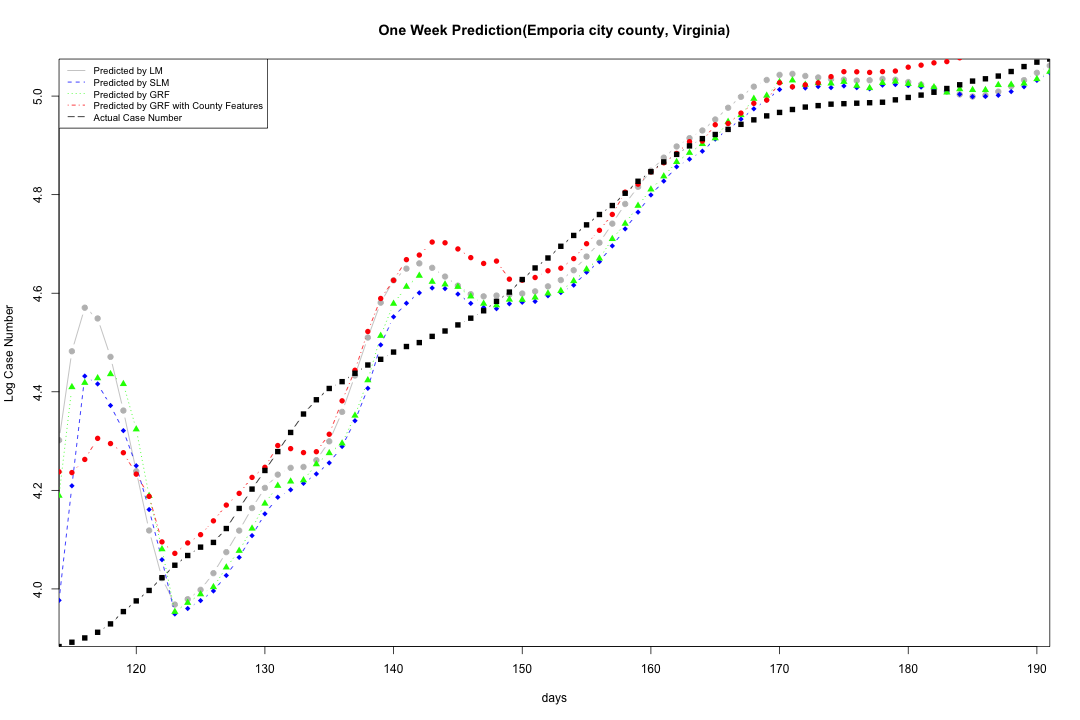 One Week Prediction(Emporia city county, Virginia)
Predicted by LM
Predicted by SLM
Predicted by GRF
Predicted by GRF with County Features
Actual Case Number
Log Case Number
5.0
4.8
4.6
4.4
4.2
4.0
120 130 140 150 160 170 180 190
days